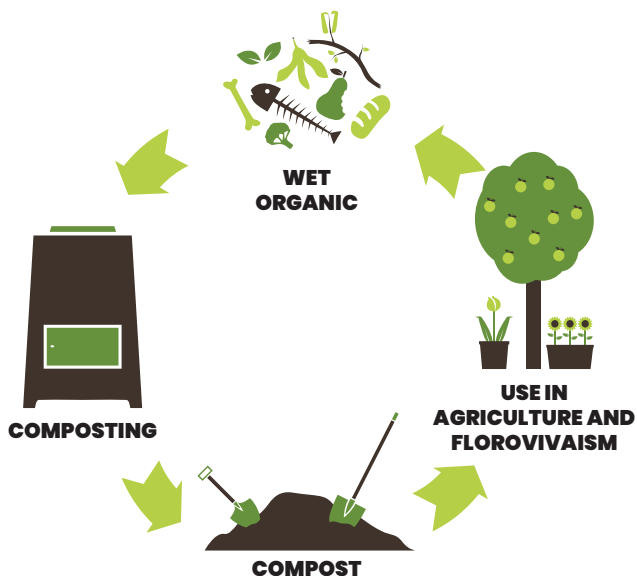 WET
ORGANIC
COMPOSTING
USE IN
AGRICULTURE AND
FLOROVIVAISM
COMPOST